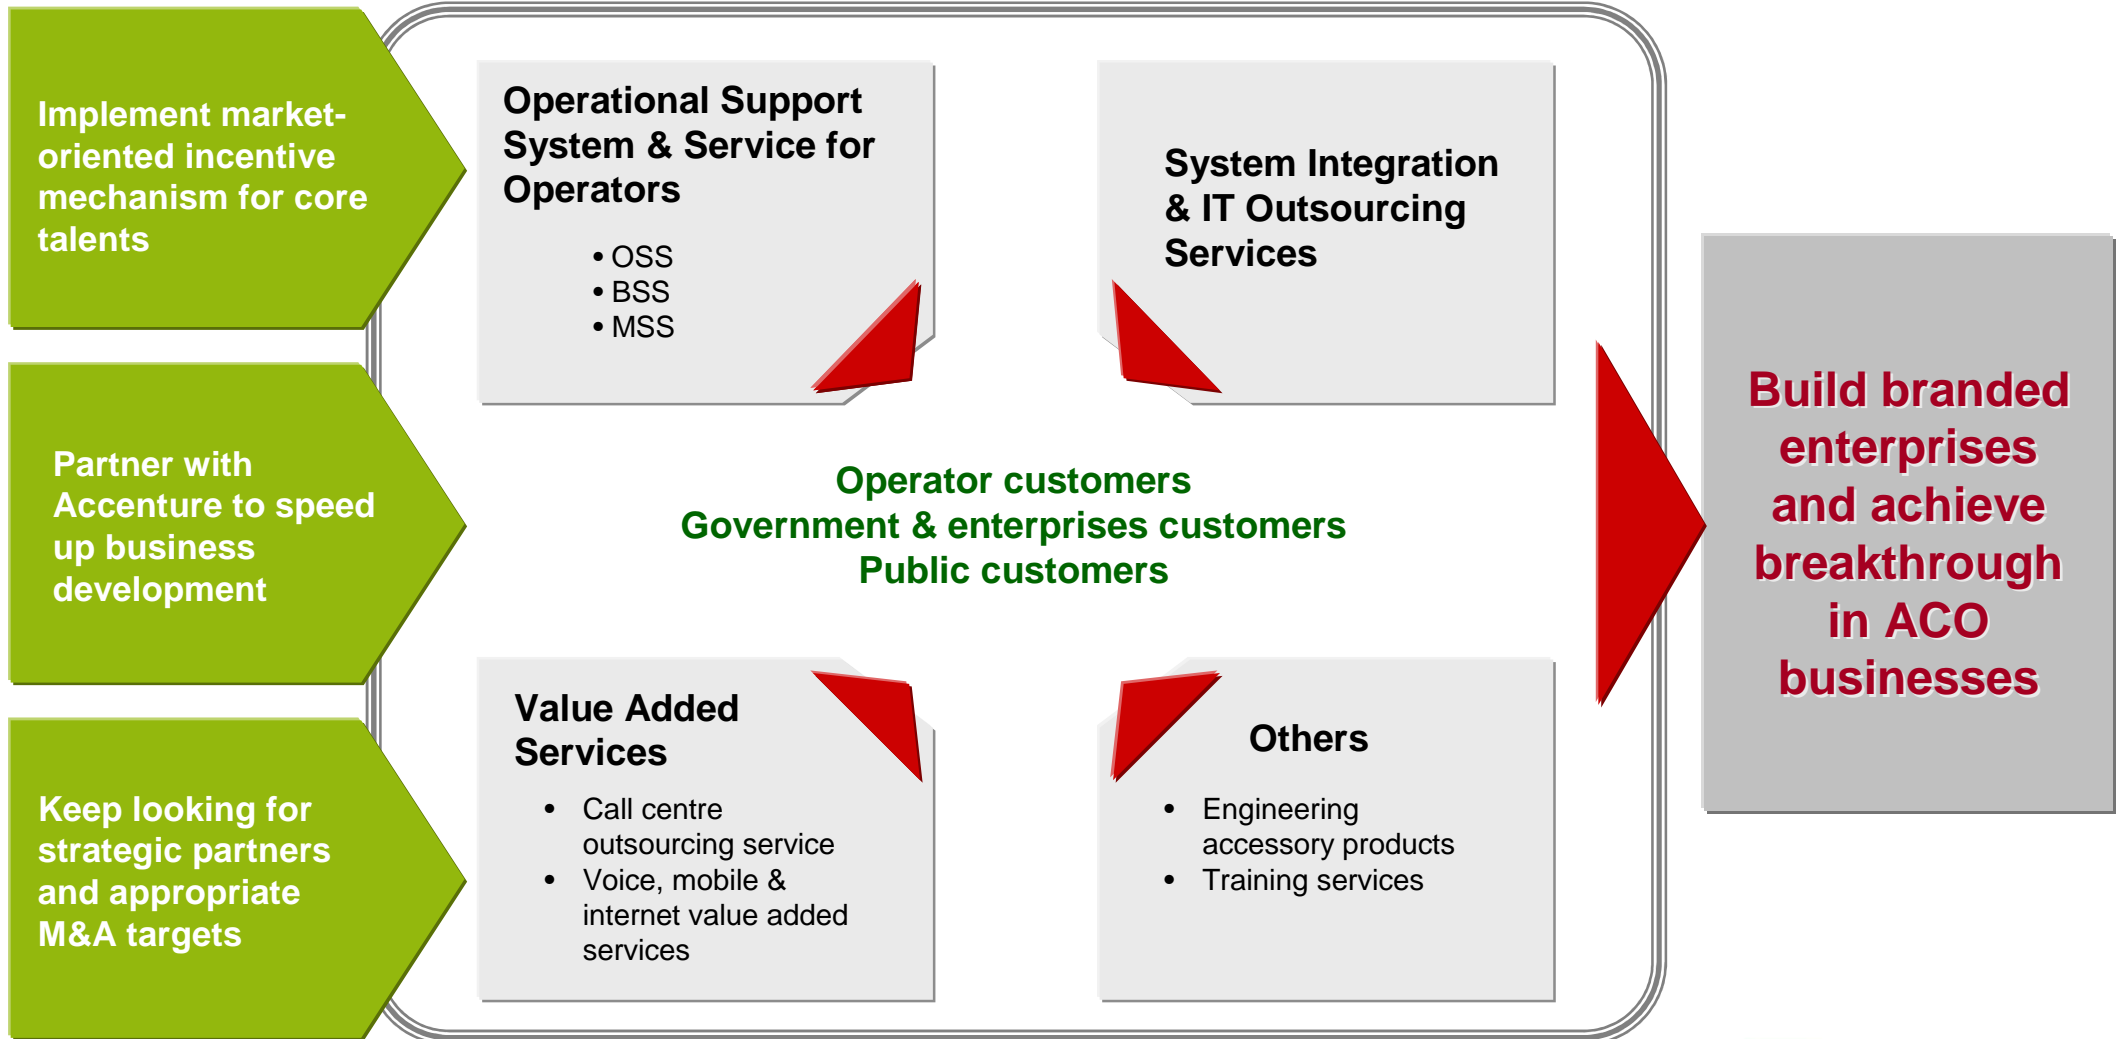 Implement market-
oriented incentive
mechanism for core
talents
Partner with
Accenture to speed
up business
development
Keep looking for
strategic partners
and appropriate
M&A targets
Operational Support
System & Service for
Operators
• OSS
• BSS
• MSS
System Integration
& IT Outsourcing
Services
Operator customers
Government & enterprises customers
Public customers
Value Added
Services
• Call centre
outsourcing service
• Voice, mobile &
internet value added
services
Others
• Engineering
accessory products
• Training services
Build branded
enterprises
and achieve
breakthrough
in ACO
businesses